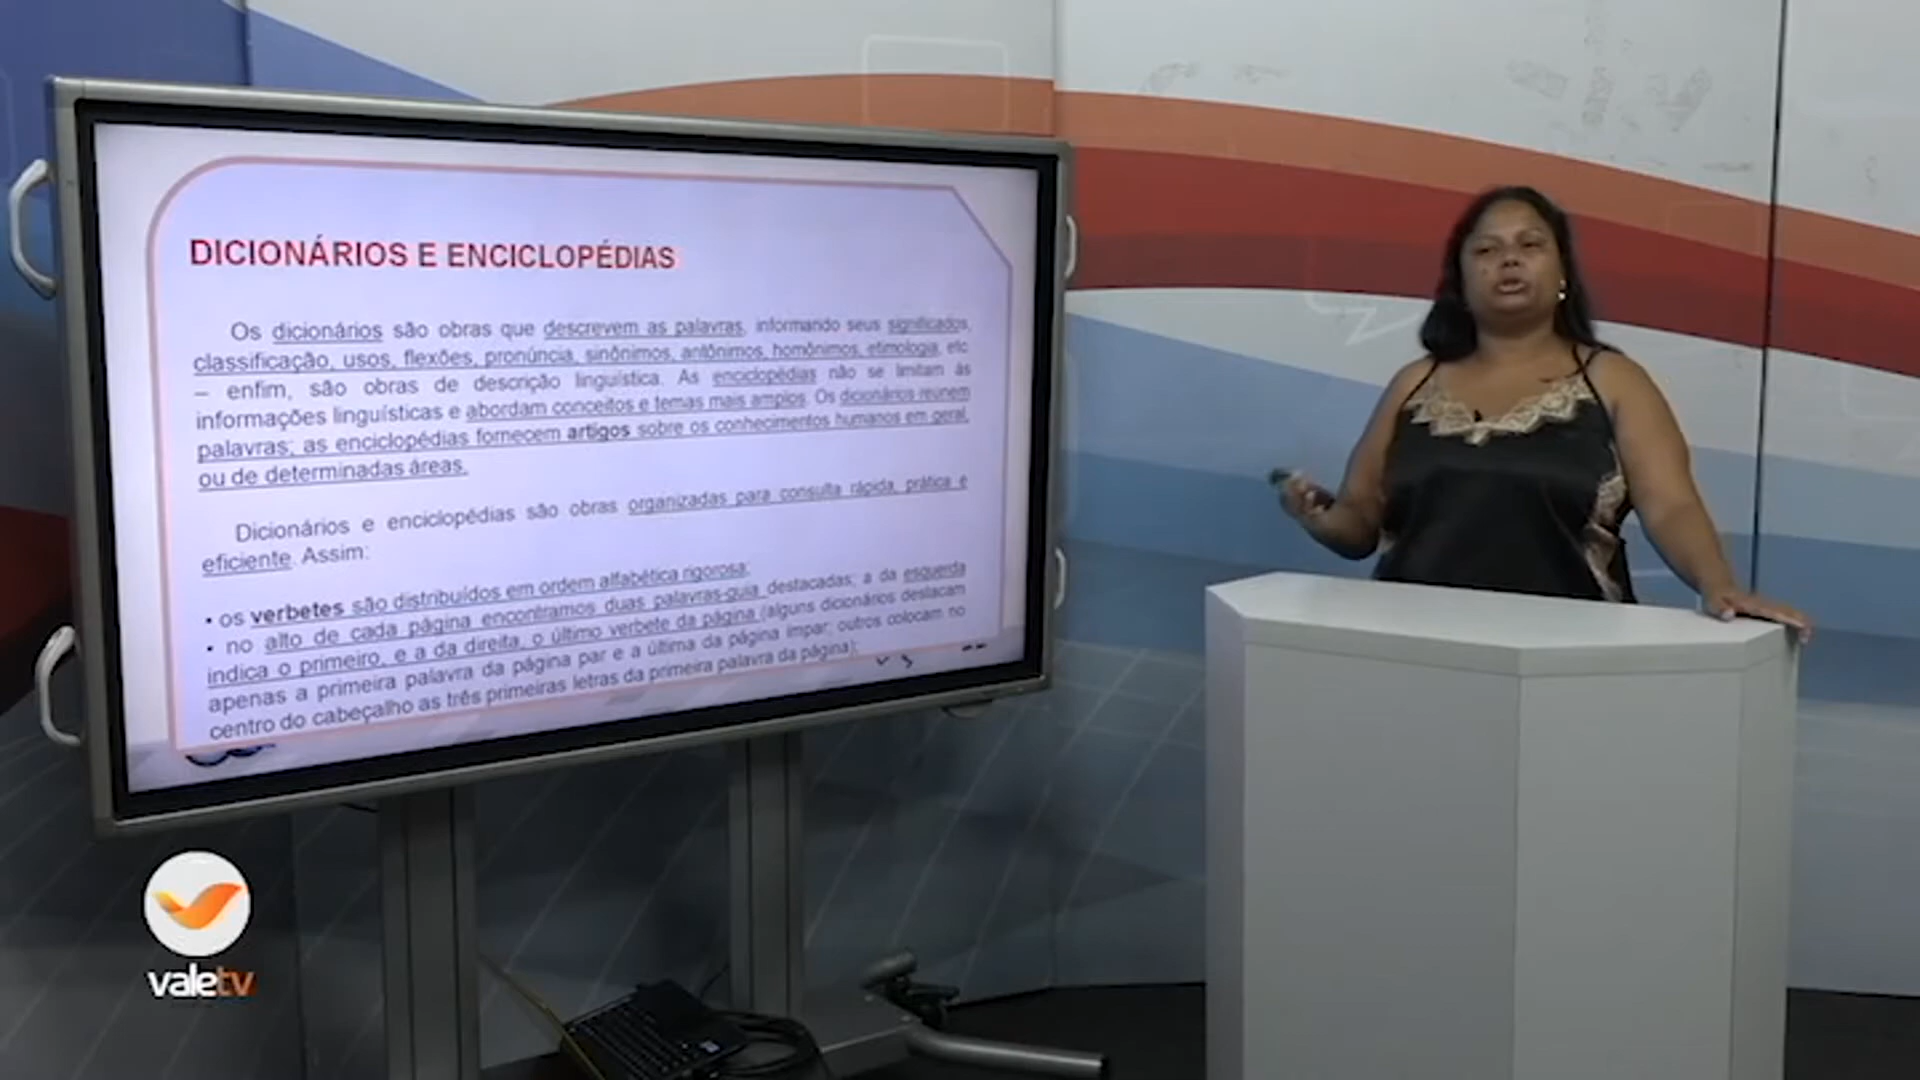 DICIONÁRIOS E ENCICLOPÉDIAS
Os dicionários são obras que descrevem as palavras, informando seus significados,
classificação, usos, flexões, pronúncia, sinônimos, antônimos, homônimos, etimologia, etc
– enfim, são obras de descrição linguística. As enciclopédias não se limitam às
informações linguísticas e abordam conceitos e temas mais amplos. Os dicionários reúnem
palavras; as enciclopédias fornecem artigos sobre os conhecimentos humanos em geral,
ou de determinadas áreas.
Dicionários e enciclopédias são obras organizadas para consulta rápida, prática e
eficiente. Assim:
• os verbetes são distribuídos em ordem alfabética rigorosa;
• no alto de cada página encontramos duas palavras-guia destacadas; a da esquerda
indica o primeiro, e a da direita, o último verbete da página (alguns dicionários destacam
apenas a primeira palavra da página par e a última da página ímpar; outros colocam no
centro do cabeçalho as três primeiras letras da primeira palavra da página);
valetv